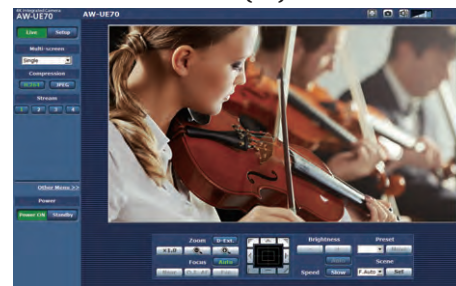 4K Integrated Camera
AW-UE70
AW-UE70
Live Setup
Multi-screen
Single
Compression
H.264 JPEG
Stream
1 2 3 4
Other Menu >>
Power
Power ON Standby
Zoom D-Ext. Brightness Preset
x1.0
Focus Auto Scene
Near Far Speed Slow F.Auto Set